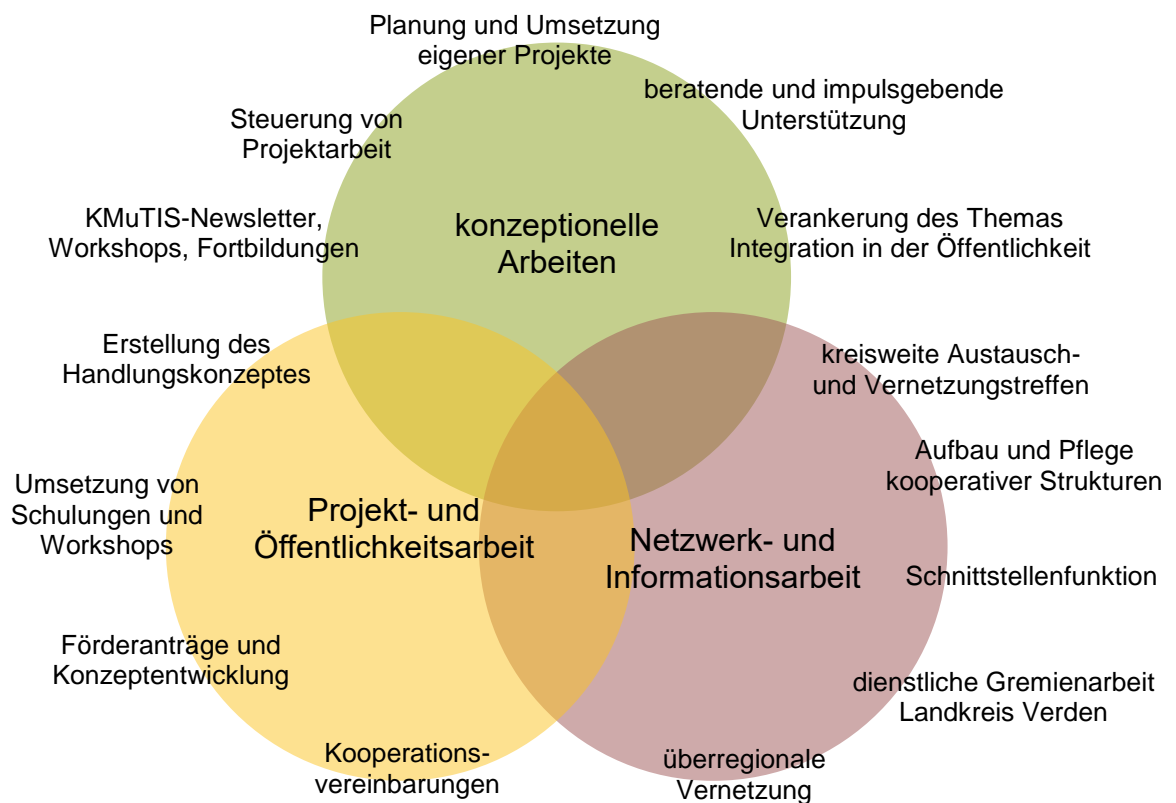 Planung und Umsetzung
eigener Projekte
beratende und impulsgebende
Unterstützung
Steuerung von
Projektarbeit
KMuTIS-Newsletter,
Workshops, Fortbildungen
konzeptionelle
Arbeiten
Verankerung des Themas
Integration in der Öffentlichkeit
Erstellung des
Handlungskonzeptes
kreisweite Austausch-
und Vernetzungstreffen
Umsetzung von
Schulungen und
Workshops
Projekt- und
Öffentlichkeitsarbeit
Netzwerk- und
Informationsarbeit
Aufbau und Pflege
kooperativer Strukturen
Schnittstellenfunktion
Förderanträge und
Konzeptentwicklung
dienstliche Gremienarbeit
Landkreis Verden
Kooperations-
vereinbarungen
überregionale
Vernetzung